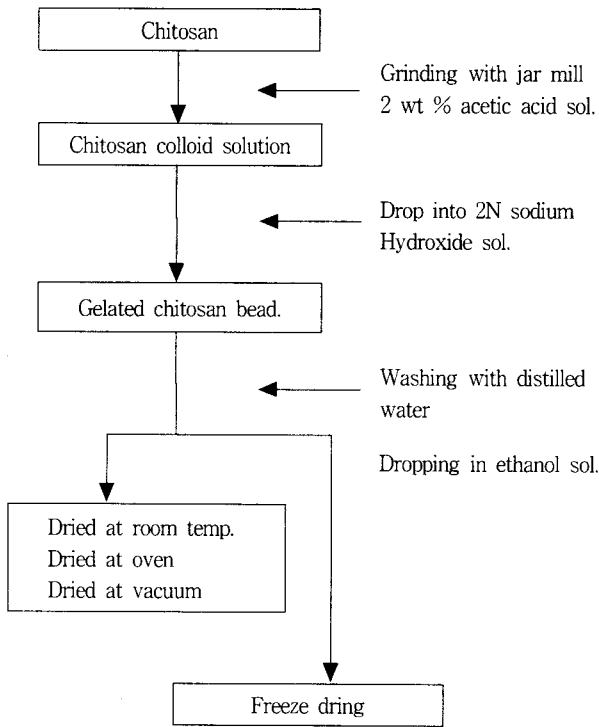 Chitosan
Grinding with jar mill
2 wt % acetic acid sol.
Chitosan colloid solution
Drop into 2N sodium
Hydroxide sol.
Gelated chitosan bead.
Washing with distilled
water
Dropping in ethanol sol.
Dried at room temp.
Dried at oven
Dried at vacuum
Freeze dring